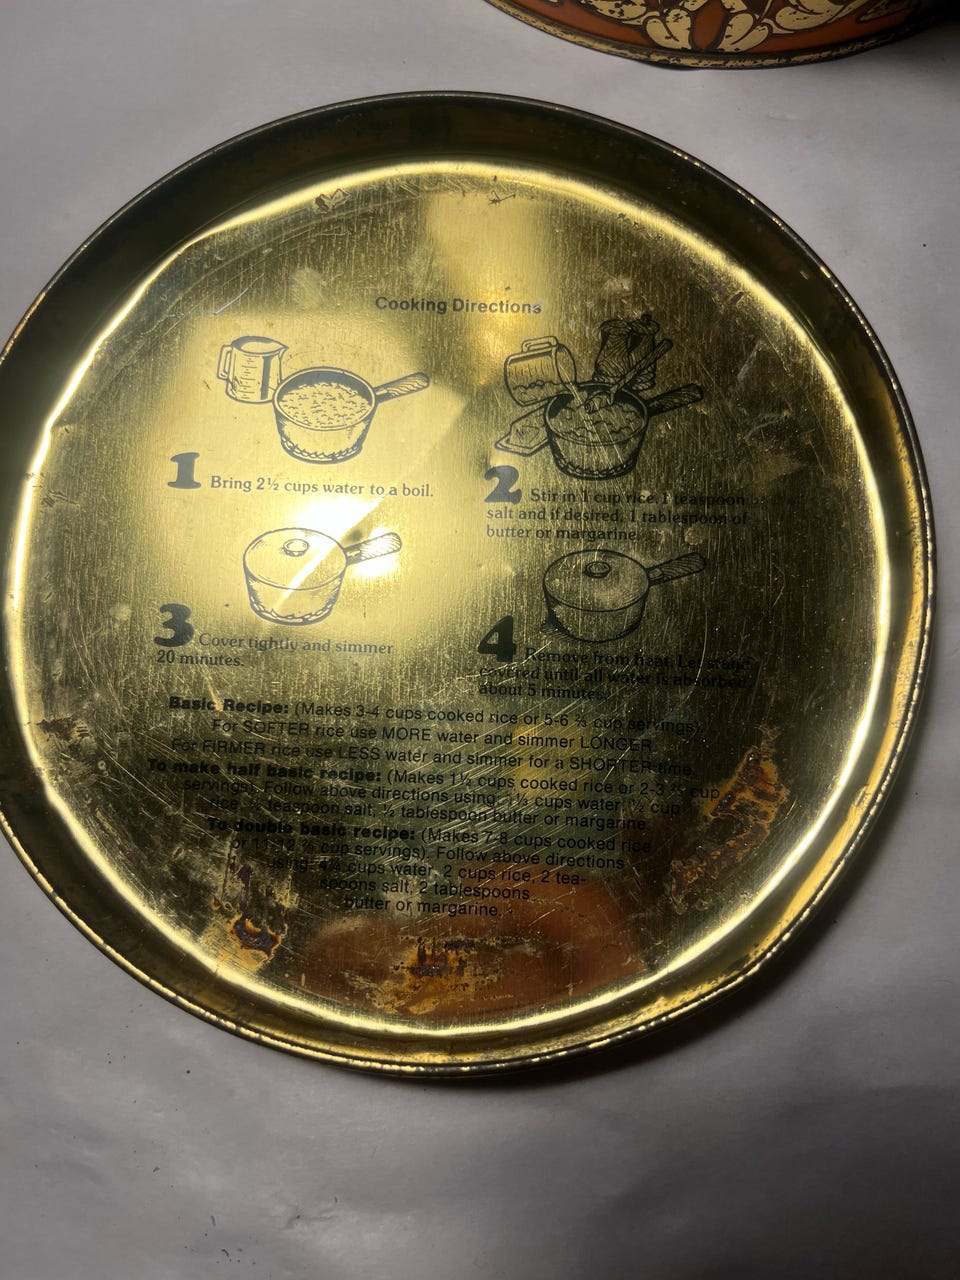 Cooking Directions
1 Bring 2½ cups water to a boil.
2 Stir in 1 cup rice, 1 teaspoon
salt and if desired, 1 tablespoon of
butter or margarine.
3 Cover tightly and simmer
20 minutes.
4 Remove from heat. Let stand
covered until all water is absorbed,
about 5 minutes.
Basic Recipe: (Makes 3-4 cups cooked rice or 5-6 ⅔ cup servings)
For SOFTER rice use MORE water and simmer LONGER.
For FIRMER rice use LESS water and simmer for a SHORTER time.
To make half basic recipe: (Makes 1½ cups cooked rice or 2-3 ⅔ cup
servings). Follow above directions using: 1⅓ cups water, ½ cup
rice, ½ teaspoon salt, ½ tablespoon butter or margarine
To double basic recipe: (Makes 7-8 cups cooked rice
or 11-12 ⅔ cup servings). Follow above directions
using: cups water, 2 cups rice, 2 tea-
spoons salt, 2 tablespoons
butter or margarine.